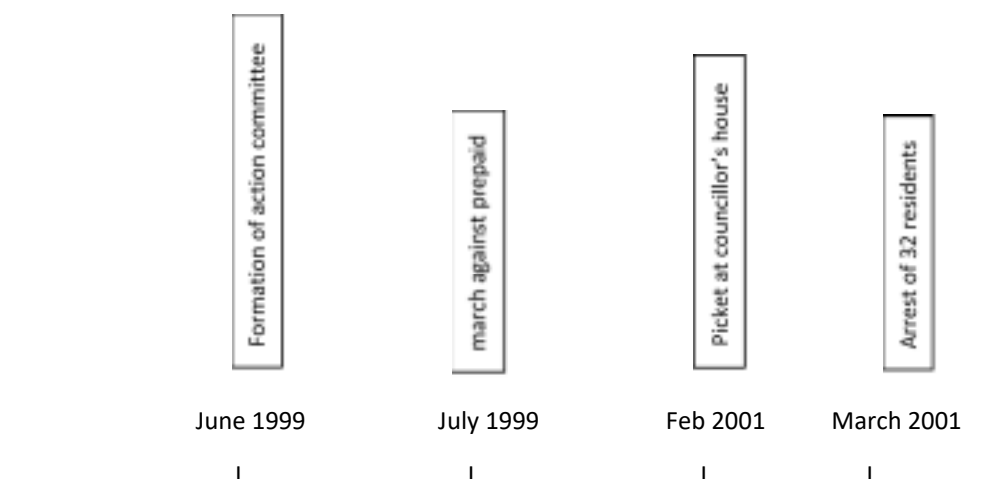 Formation of action committee
march against prepaid
Picket at councillor's house
Arrest of 32 residents
June 1999
July 1999
Feb 2001
March 2001